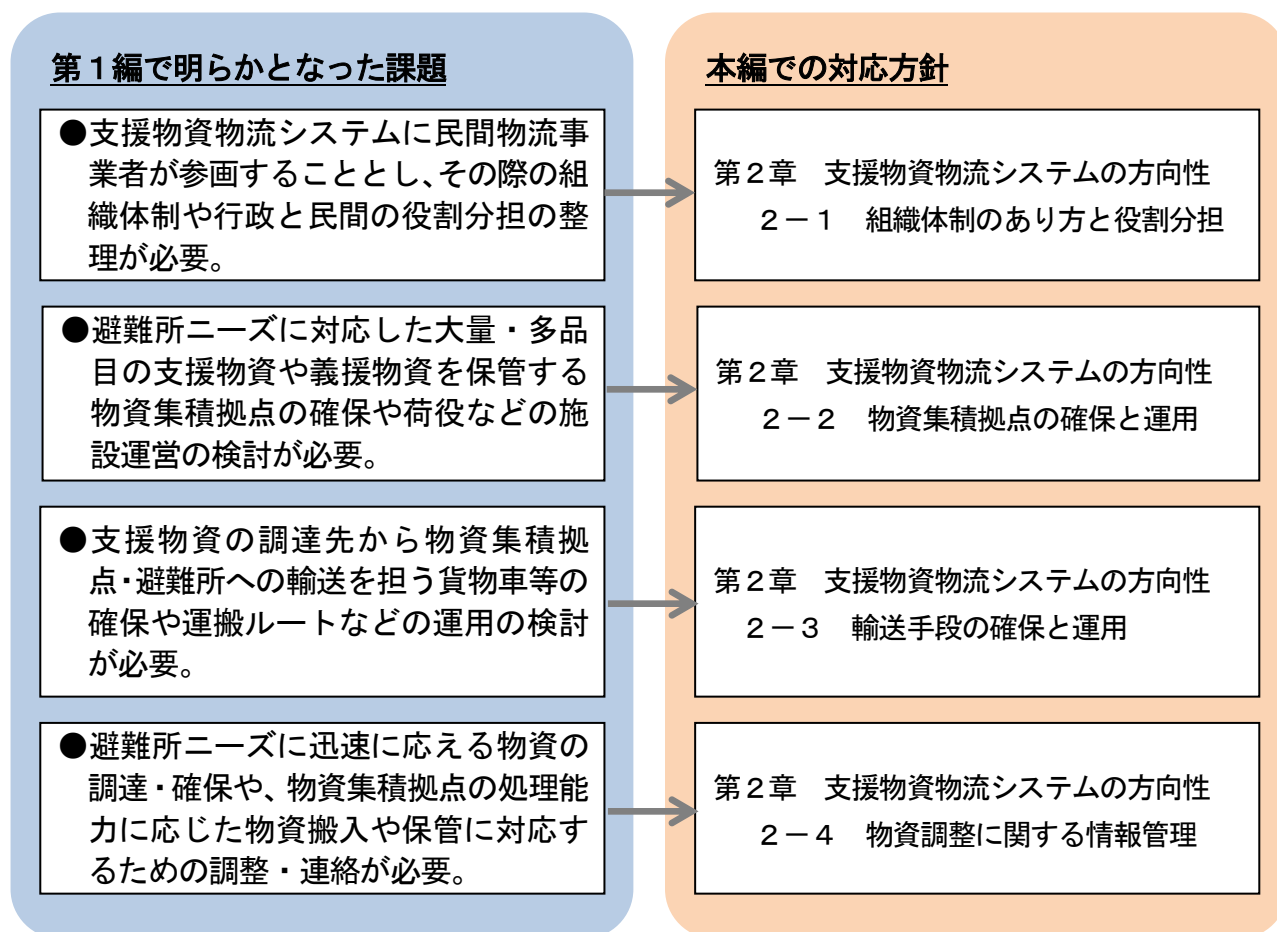 第１編で明らかとなった課題
●支援物資物流システムに民間物流事
業者が参画することとし、その際の組
織体制や行政と民間の役割分担の整
理が必要。
●避難所ニーズに対応した大量・多品
目の支援物資や義援物資を保管する
物資集積拠点の確保や荷役などの施
設運営の検討が必要。
●支援物資の調達先から物資集積拠
点・避難所への輸送を担う貨物車等の
確保や運搬ルートなどの運用の検討
が必要。
●避難所ニーズに迅速に応える物資の
調達・確保や、物資集積拠点の処理能
力に応じた物資搬入や保管に対応す
るための調整・連絡が必要。
本編での対応方針
第２章　支援物資物流システムの方向性
２－１　組織体制のあり方と役割分担
第２章　支援物資物流システムの方向性
２－２　物資集積拠点の確保と運用
第２章　支援物資物流システムの方向性
２－３　輸送手段の確保と運用
第２章　支援物資物流システムの方向性
２－４　物資調整に関する情報管理